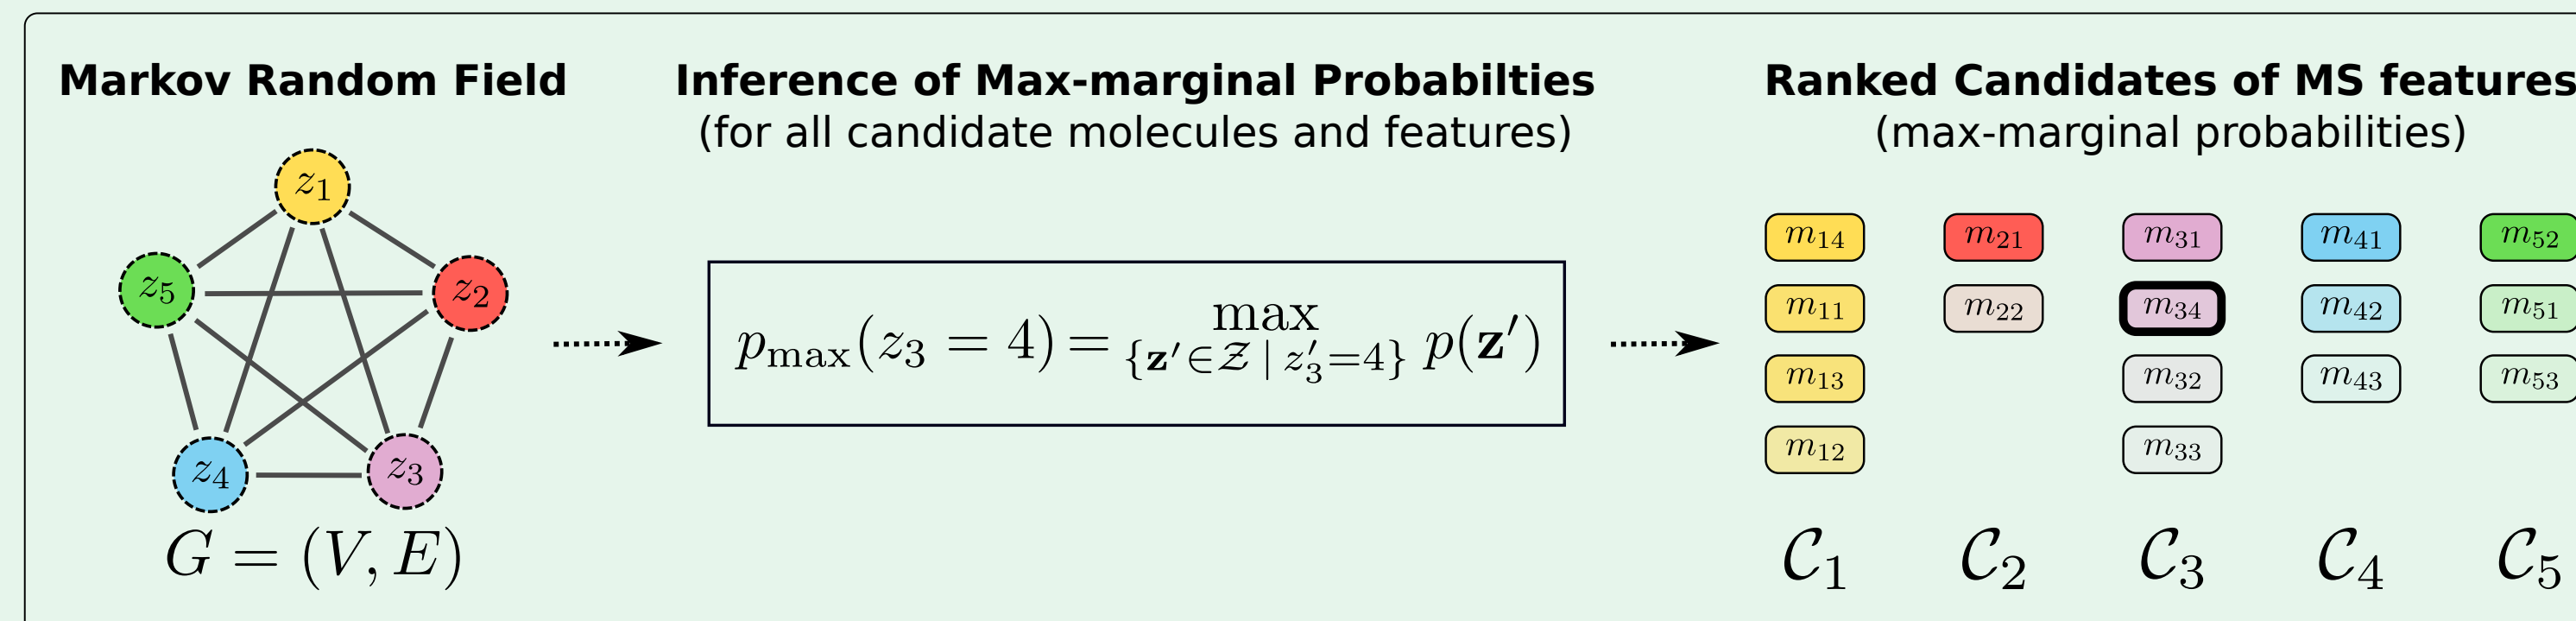 Markov Random Field
z₁
z₅
z₂
z₄
z₃
G = (V, E)
Inference of Max-marginal Probabilties
(for all candidate molecules and features)
p_max(z₃ = 4) = max_{z′∈𝒵 | z′₃=4} p(z′)
Ranked Candidates of MS features
(max-marginal probabilities)
m₁₄ m₂₁ m₃₁ m₄₁ m₅₂
m₁₁ m₂₂ m₃₄ m₄₂ m₅₁
m₁₃ m₃₂ m₄₃ m₅₃
m₁₂ m₃₃
𝒞₁ 𝒞₂ 𝒞₃ 𝒞₄ 𝒞₅